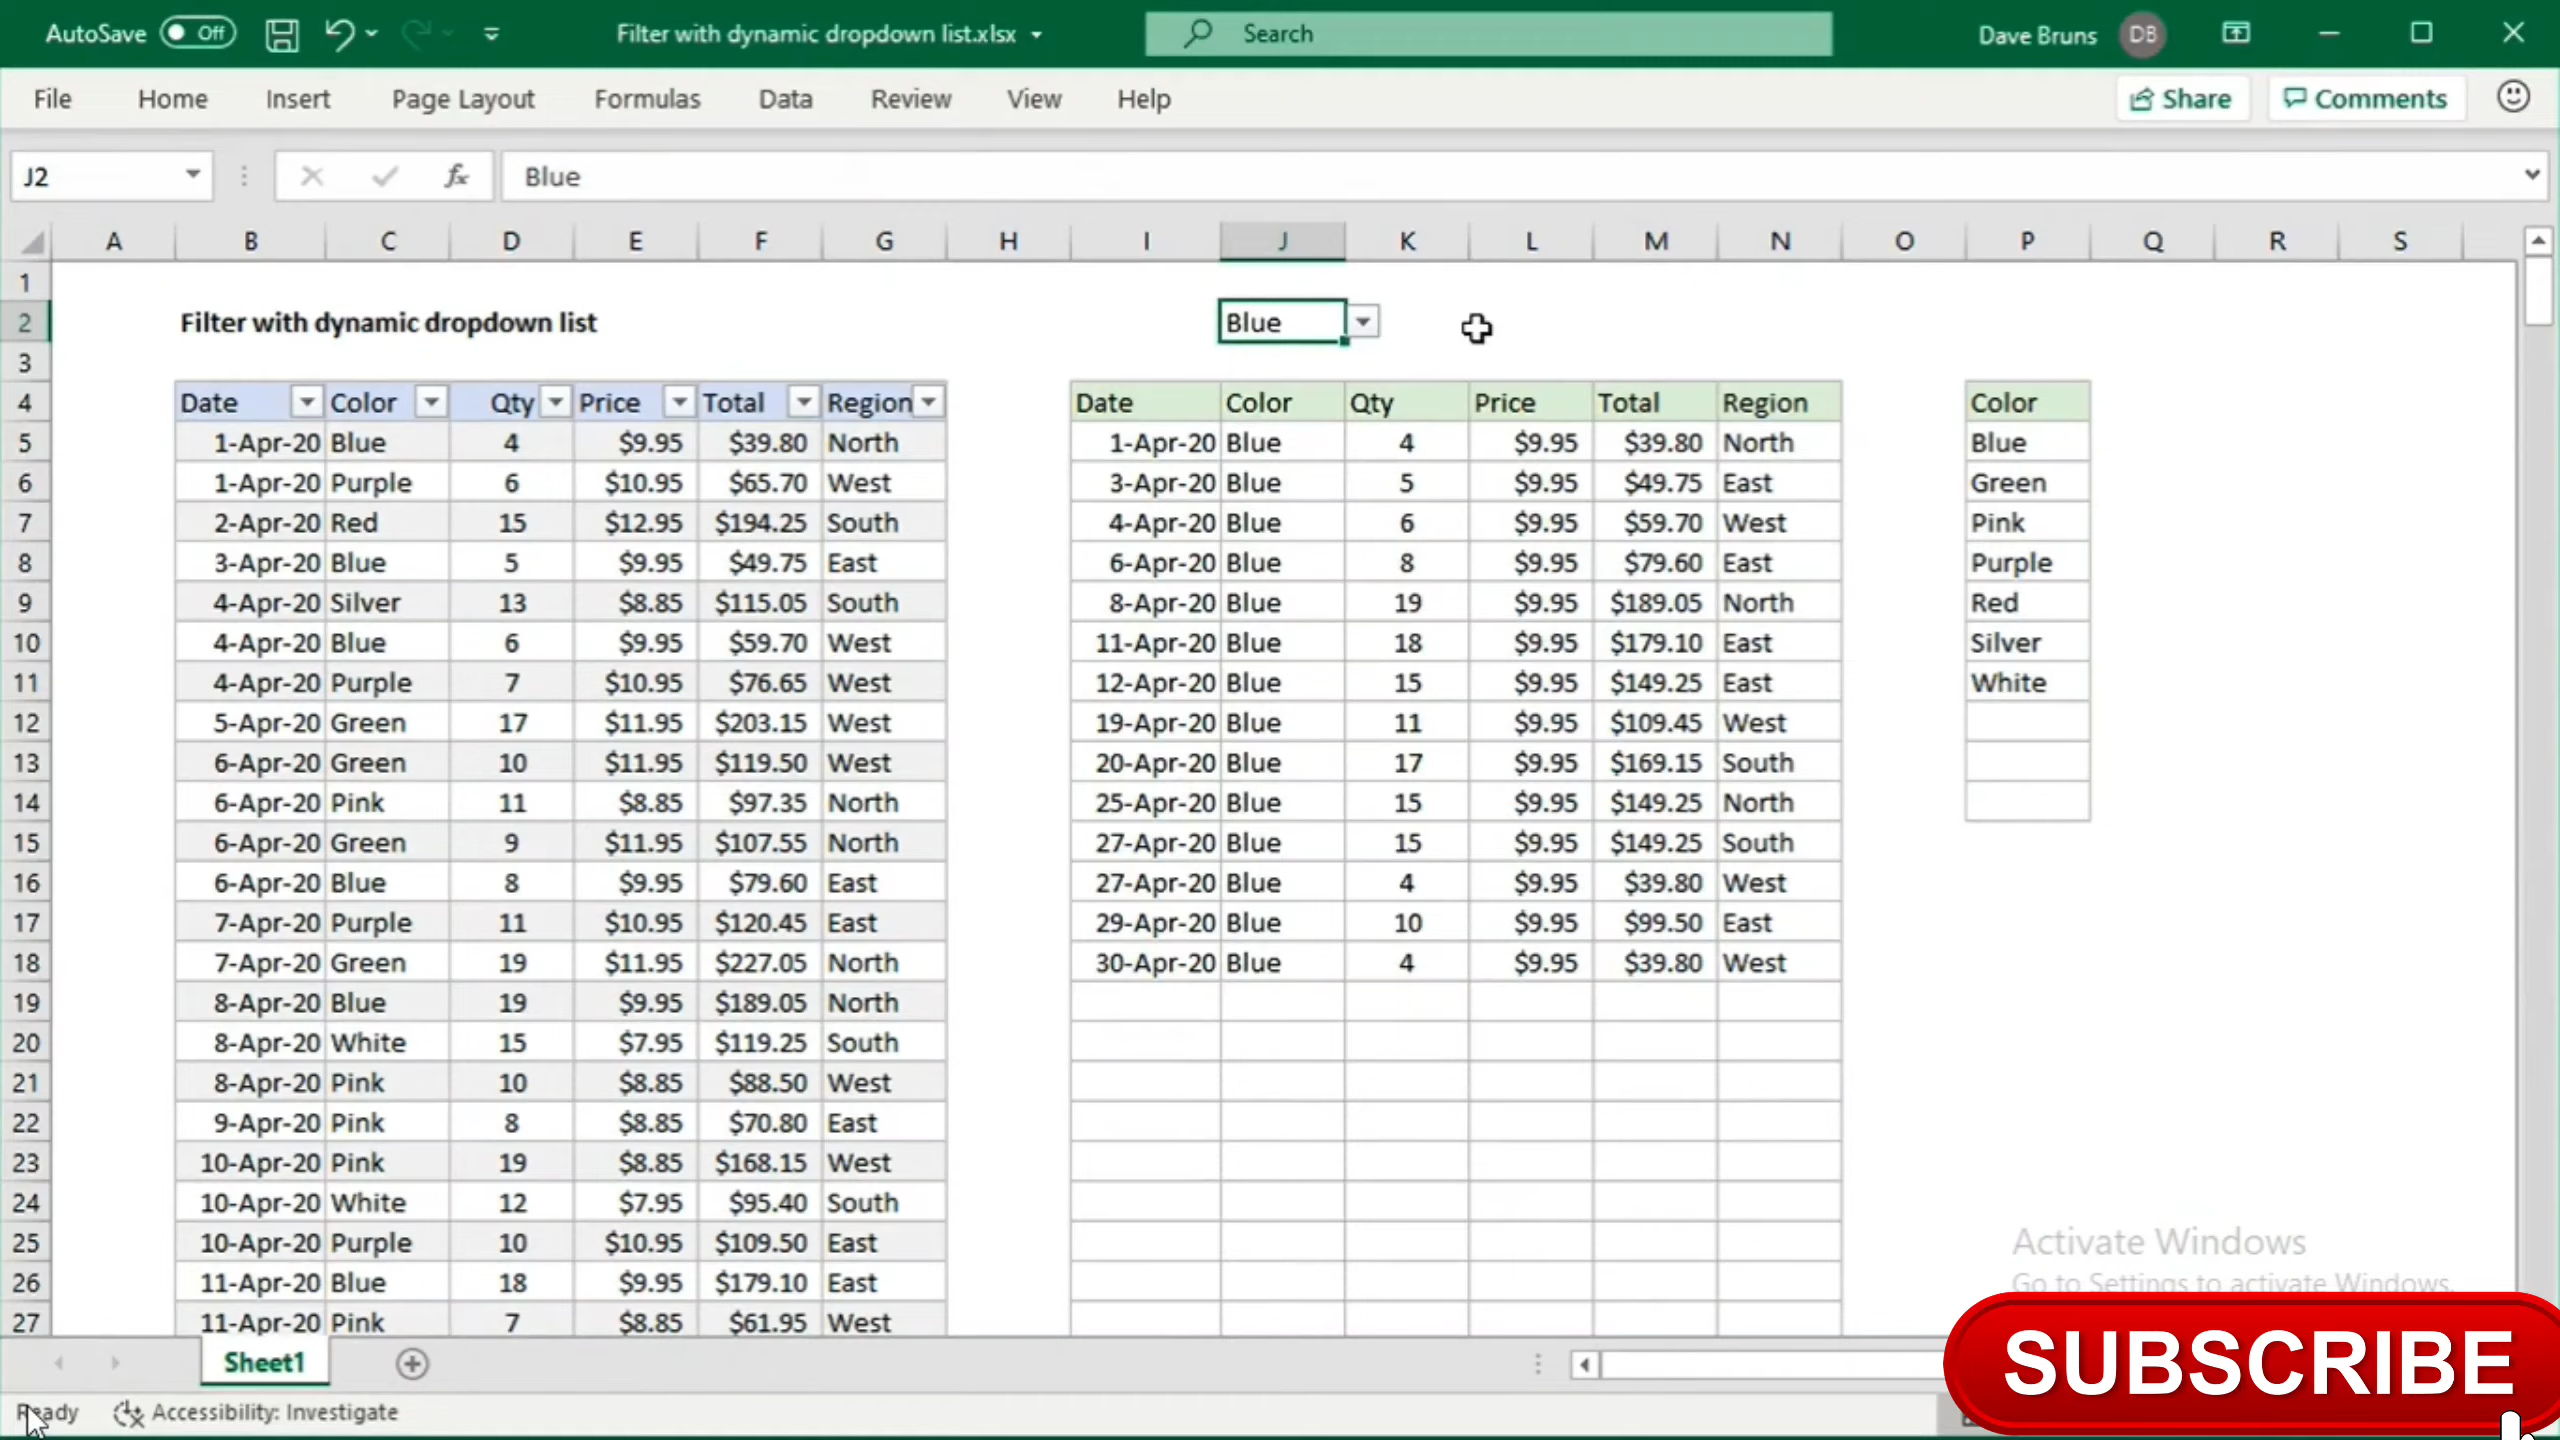 AutoSave Off Filter with dynamic dropdown list.xlsx Search Dave Bruns DB
File Home Insert Page Layout Formulas Data Review View Help Share Comments
J2 fx Blue
A B C D E F G H I J K L M N O P Q R S
1
2 Filter with dynamic dropdown list Blue
3
4 Date Color Qty Price Total Region Date Color Qty Price Total Region Color
5 1-Apr-20 Blue 4 $9.95 $39.80 North 1-Apr-20 Blue 4 $9.95 $39.80 North Blue
6 1-Apr-20 Purple 6 $10.95 $65.70 West 3-Apr-20 Blue 5 $9.95 $49.75 East Green
7 2-Apr-20 Red 15 $12.95 $194.25 South 4-Apr-20 Blue 6 $9.95 $59.70 West Pink
8 3-Apr-20 Blue 5 $9.95 $49.75 East 6-Apr-20 Blue 8 $9.95 $79.60 East Purple
9 4-Apr-20 Silver 13 $8.85 $115.05 South 8-Apr-20 Blue 19 $9.95 $189.05 North Red
10 4-Apr-20 Blue 6 $9.95 $59.70 West 11-Apr-20 Blue 18 $9.95 $179.10 East Silver
11 4-Apr-20 Purple 7 $10.95 $76.65 West 12-Apr-20 Blue 15 $9.95 $149.25 East White
12 5-Apr-20 Green 17 $11.95 $203.15 West 19-Apr-20 Blue 11 $9.95 $109.45 West
13 6-Apr-20 Green 10 $11.95 $119.50 West 20-Apr-20 Blue 17 $9.95 $169.15 South
14 6-Apr-20 Pink 11 $8.85 $97.35 North 25-Apr-20 Blue 15 $9.95 $149.25 North
15 6-Apr-20 Green 9 $11.95 $107.55 North 27-Apr-20 Blue 15 $9.95 $149.25 South
16 6-Apr-20 Blue 8 $9.95 $79.60 East 27-Apr-20 Blue 4 $9.95 $39.80 West
17 7-Apr-20 Purple 11 $10.95 $120.45 East 29-Apr-20 Blue 10 $9.95 $99.50 East
18 7-Apr-20 Green 19 $11.95 $227.05 North 30-Apr-20 Blue 4 $9.95 $39.80 West
19 8-Apr-20 Blue 19 $9.95 $189.05 North
20 8-Apr-20 White 15 $7.95 $119.25 South
21 8-Apr-20 Pink 10 $8.85 $88.50 West
22 9-Apr-20 Pink 8 $8.85 $70.80 East
23 10-Apr-20 Pink 19 $8.85 $168.15 West
24 10-Apr-20 White 12 $7.95 $95.40 South
25 10-Apr-20 Purple 10 $10.95 $109.50 East
26 11-Apr-20 Blue 18 $9.95 $179.10 East
27 11-Apr-20 Pink 7 $8.85 $61.95 West
Activate Windows
Go to Settings to activate Windows.
SUBSCRIBE
Sheet1
Ready Accessibility: Investigate